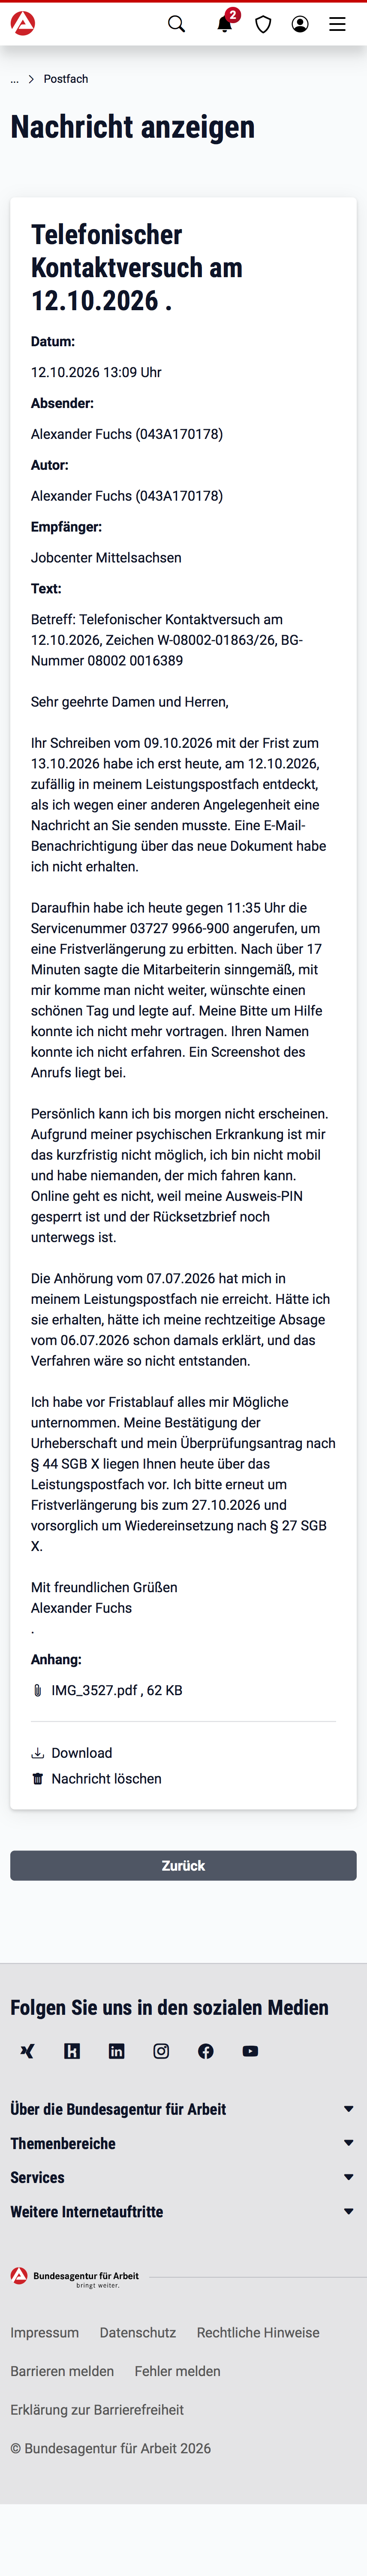 2
... > Postfach
Nachricht anzeigen
Telefonischer
Kontaktversuch am
12.10.2026 .
Datum:
12.10.2026 13:09 Uhr
Absender:
Alexander Fuchs (043A170178)
Autor:
Alexander Fuchs (043A170178)
Empfänger:
Jobcenter Mittelsachsen
Text:
Betreff: Telefonischer Kontaktversuch am
12.10.2026, Zeichen W-08002-01863/26, BG-
Nummer 08002 0016389
Sehr geehrte Damen und Herren,
Ihr Schreiben vom 09.10.2026 mit der Frist zum
13.10.2026 habe ich erst heute, am 12.10.2026,
zufällig in meinem Leistungspostfach entdeckt,
als ich wegen einer anderen Angelegenheit eine
Nachricht an Sie senden musste. Eine E-Mail-
Benachrichtigung über das neue Dokument habe
ich nicht erhalten.
Daraufhin habe ich heute gegen 11:35 Uhr die
Servicenummer 03727 9966-900 angerufen, um
eine Fristverlängerung zu erbitten. Nach über 17
Minuten sagte die Mitarbeiterin sinngemäß, mit
mir komme man nicht weiter, wünschte einen
schönen Tag und legte auf. Meine Bitte um Hilfe
konnte ich nicht mehr vortragen. Ihren Namen
konnte ich nicht erfahren. Ein Screenshot des
Anrufs liegt bei.
Persönlich kann ich bis morgen nicht erscheinen.
Aufgrund meiner psychischen Erkrankung ist mir
das kurzfristig nicht möglich, ich bin nicht mobil
und habe niemanden, der mich fahren kann.
Online geht es nicht, weil meine Ausweis-PIN
gesperrt ist und der Rücksetzbrief noch
unterwegs ist.
Die Anhörung vom 07.07.2026 hat mich in
meinem Leistungspostfach nie erreicht. Hätte ich
sie erhalten, hätte ich meine rechtzeitige Absage
vom 06.07.2026 schon damals erklärt, und das
Verfahren wäre so nicht entstanden.
Ich habe vor Fristablauf alles mir Mögliche
unternommen. Meine Bestätigung der
Urheberschaft und mein Überprüfungsantrag nach
§ 44 SGB X liegen Ihnen heute über das
Leistungspostfach vor. Ich bitte erneut um
Fristverlängerung bis zum 27.10.2026 und
vorsorglich um Wiedereinsetzung nach § 27 SGB
X.
Mit freundlichen Grüßen
Alexander Fuchs
.
Anhang:
IMG_3527.pdf , 62 KB
Download
Nachricht löschen
Zurück
Folgen Sie uns in den sozialen Medien
Über die Bundesagentur für Arbeit
Themenbereiche
Services
Weitere Internetauftritte
Bundesagentur für Arbeit
bringt weiter.
Impressum Datenschutz Rechtliche Hinweise
Barrieren melden Fehler melden
Erklärung zur Barrierefreiheit
© Bundesagentur für Arbeit 2026